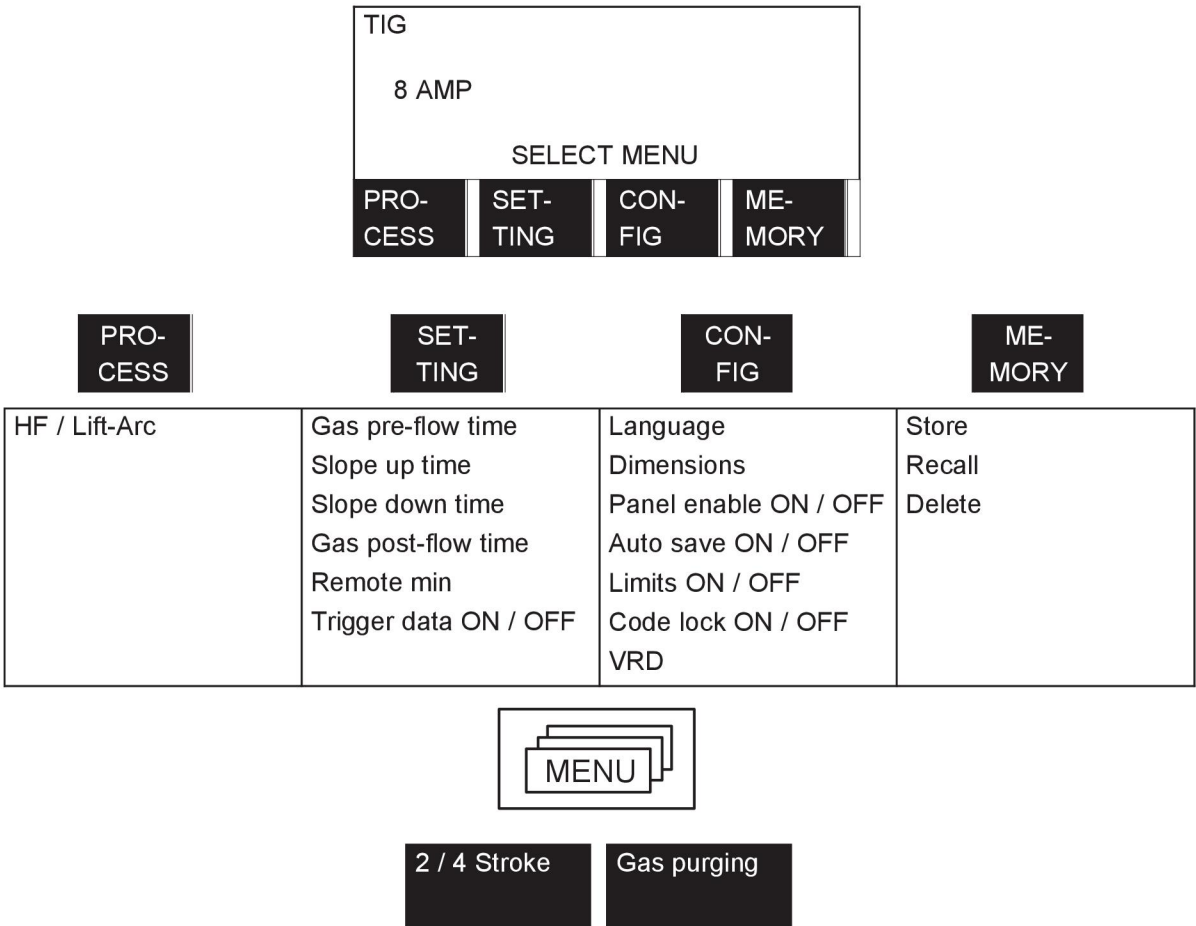 TIG
8 AMP
SELECT MENU
PRO- SET- CON- ME-
CESS TING FIG MORY
PRO- SET- CON- ME-
CESS TING FIG MORY
HF / Lift-Arc Gas pre-flow time Language Store
Slope up time Dimensions Recall
Slope down time Panel enable ON / OFF Delete
Gas post-flow time Auto save ON / OFF
Remote min Limits ON / OFF
Trigger data ON / OFF Code lock ON / OFF
VRD
MENU
2 / 4 Stroke Gas purging